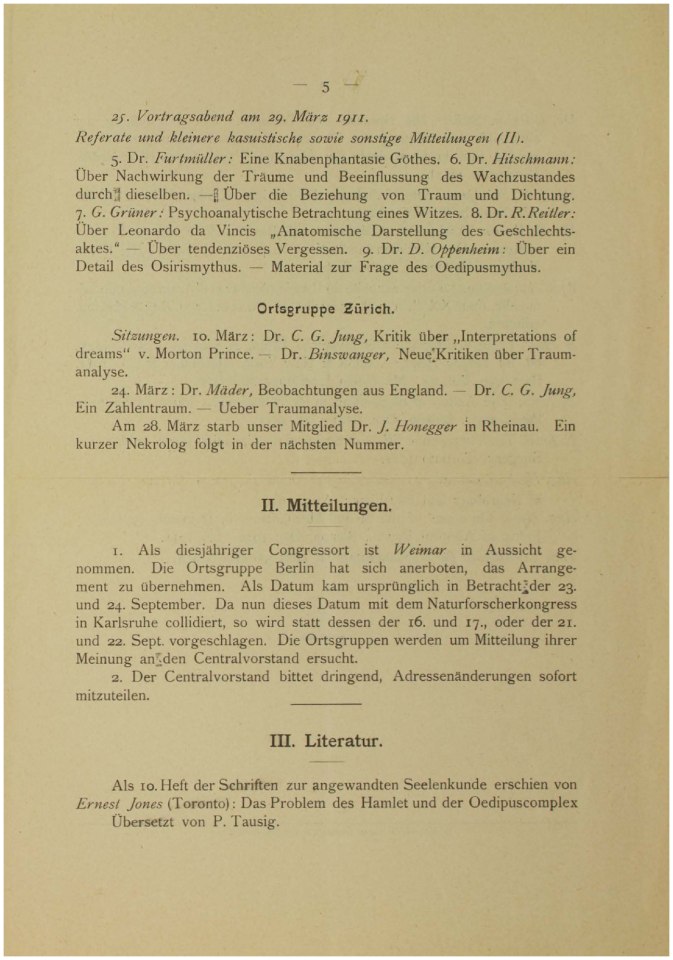 — 5 —
25. Vortragsabend am 29. März 1911.
Referate und kleinere kasuistische sowie sonstige Mitteilungen (II).
5. Dr. Furtmüller: Eine Knabenphantasie Göthes. 6. Dr. Hitschmann:
Über Nachwirkung der Träume und Beeinflussung des Wachzustandes
durch dieselben. — Über die Beziehung von Traum und Dichtung.
7. G. Grüner: Psychoanalytische Betrachtung eines Witzes. 8. Dr. R. Reitler:
Über Leonardo da Vincis „Anatomische Darstellung des Geschlechts-
aktes." — Über tendenziöses Vergessen. 9. Dr. D. Oppenheim: Über ein
Detail des Osirismythus. — Material zur Frage des Oedipusmythus.
Ortsgruppe Zürich.
Sitzungen. 10. März: Dr. C. G. Jung, Kritik über „Interpretations of
dreams" v. Morton Prince. — Dr. Binswanger, Neue Kritiken über Traum-
analyse.
24. März: Dr. Mäder, Beobachtungen aus England. — Dr. C. G. Jung,
Ein Zahlentraum. — Ueber Traumanalyse.
Am 28. März starb unser Mitglied Dr. J. Honegger in Rheinau. Ein
kurzer Nekrolog folgt in der nächsten Nummer.
II. Mitteilungen.
1. Als diesjähriger Congressort ist Weimar in Aussicht ge-
nommen. Die Ortsgruppe Berlin hat sich anerboten, das Arrange-
ment zu übernehmen. Als Datum kam ursprünglich in Betracht der 23.
und 24. September. Da nun dieses Datum mit dem Naturforscherkongress
in Karlsruhe collidiert, so wird statt dessen der 16. und 17., oder der 21.
und 22. Sept. vorgeschlagen. Die Ortsgruppen werden um Mitteilung ihrer
Meinung an den Centralvorstand ersucht.
2. Der Centralvorstand bittet dringend, Adressenänderungen sofort
mitzuteilen.
III. Literatur.
Als 10. Heft der Schriften zur angewandten Seelenkunde erschien von
Ernest Jones (Toronto): Das Problem des Hamlet und der Oedipuscomplex
Übersetzt von P. Tausig.